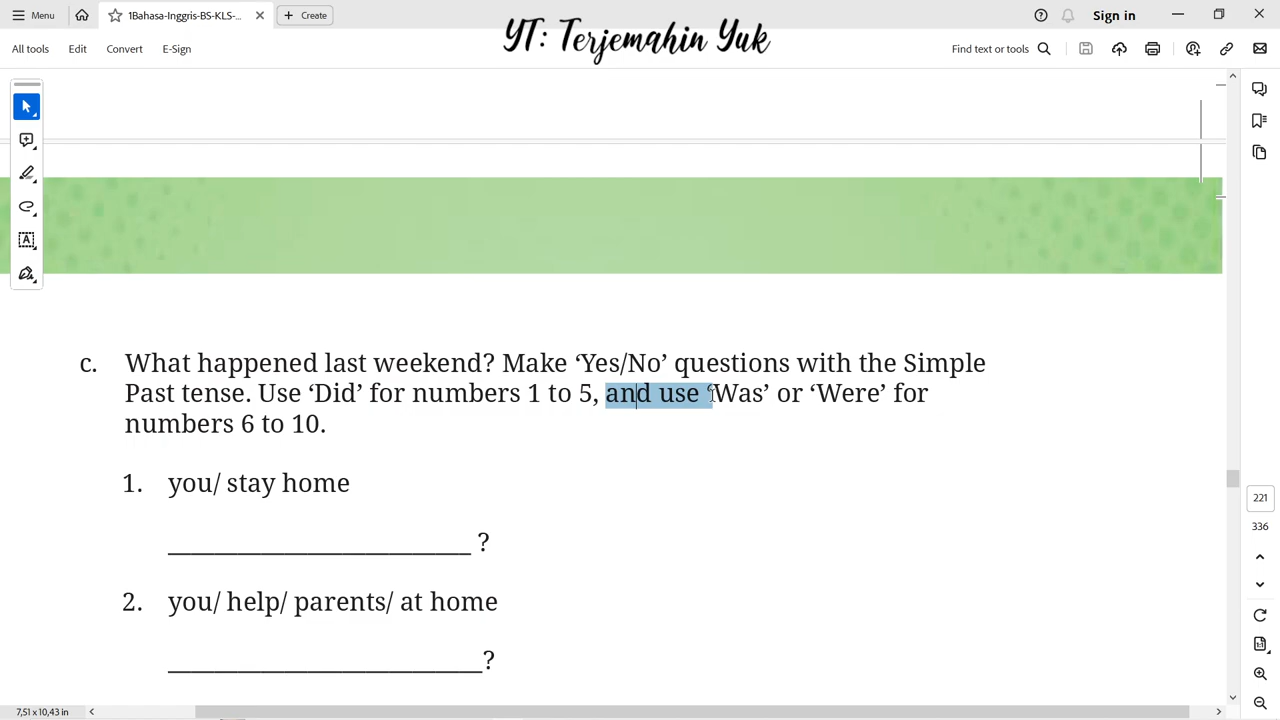 Menu
1Bahasa-Inggris-BS-KLS-...
Create
Sign in
YT: Terjemahin Yuk
All tools Edit Convert E-Sign
Find text or tools
c. What happened last weekend? Make ‘Yes/No’ questions with the Simple
Past tense. Use ‘Did’ for numbers 1 to 5, and use ‘Was’ or ‘Were’ for
numbers 6 to 10.
1. you/ stay home
_______________________ ?
2. you/ help/ parents/ at home
________________________?
221
336
7,51 x 10,43 in